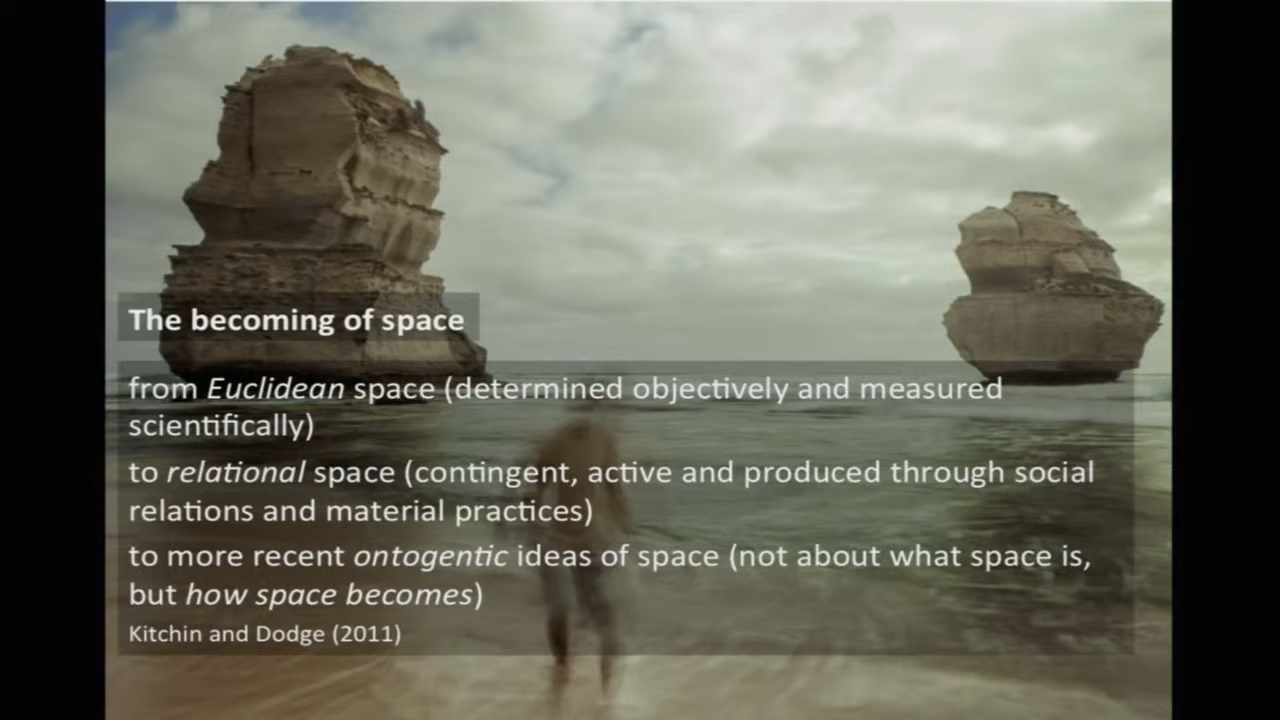 The becoming of space
from Euclidean space (determined objectively and measured
scientifically)
to relational space (contingent, active and produced through social
relations and material practices)
to more recent ontogentic ideas of space (not about what space is,
but how space becomes)
Kitchin and Dodge (2011)